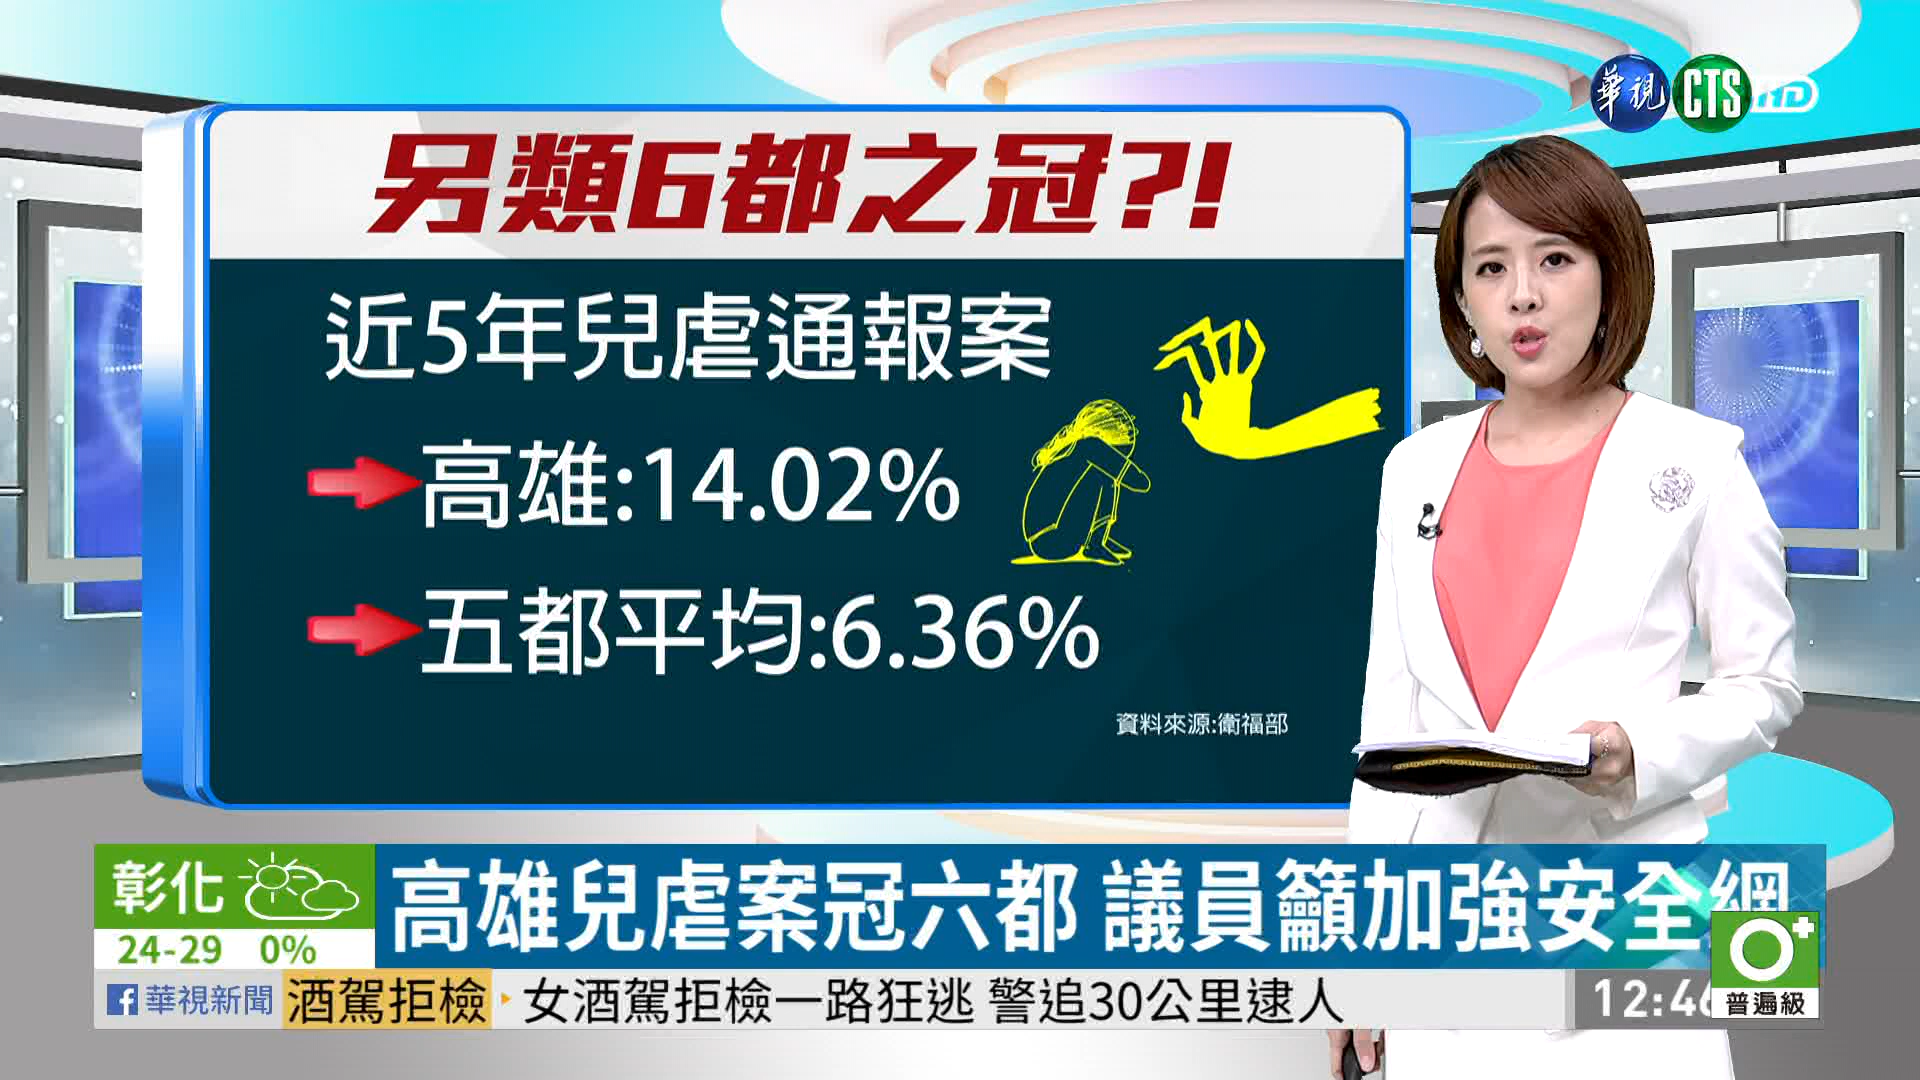 華視 CTS HD
另類6都之冠?!
近5年兒虐通報案
高雄:14.02%
五都平均:6.36%
資料來源:衛福部
彰化
24-29 0%
高雄兒虐案冠六都 議員籲加強安全網
華視新聞
酒駕拒檢
女酒駕拒檢一路狂逃 警追30公里逮人
12:46
普遍級